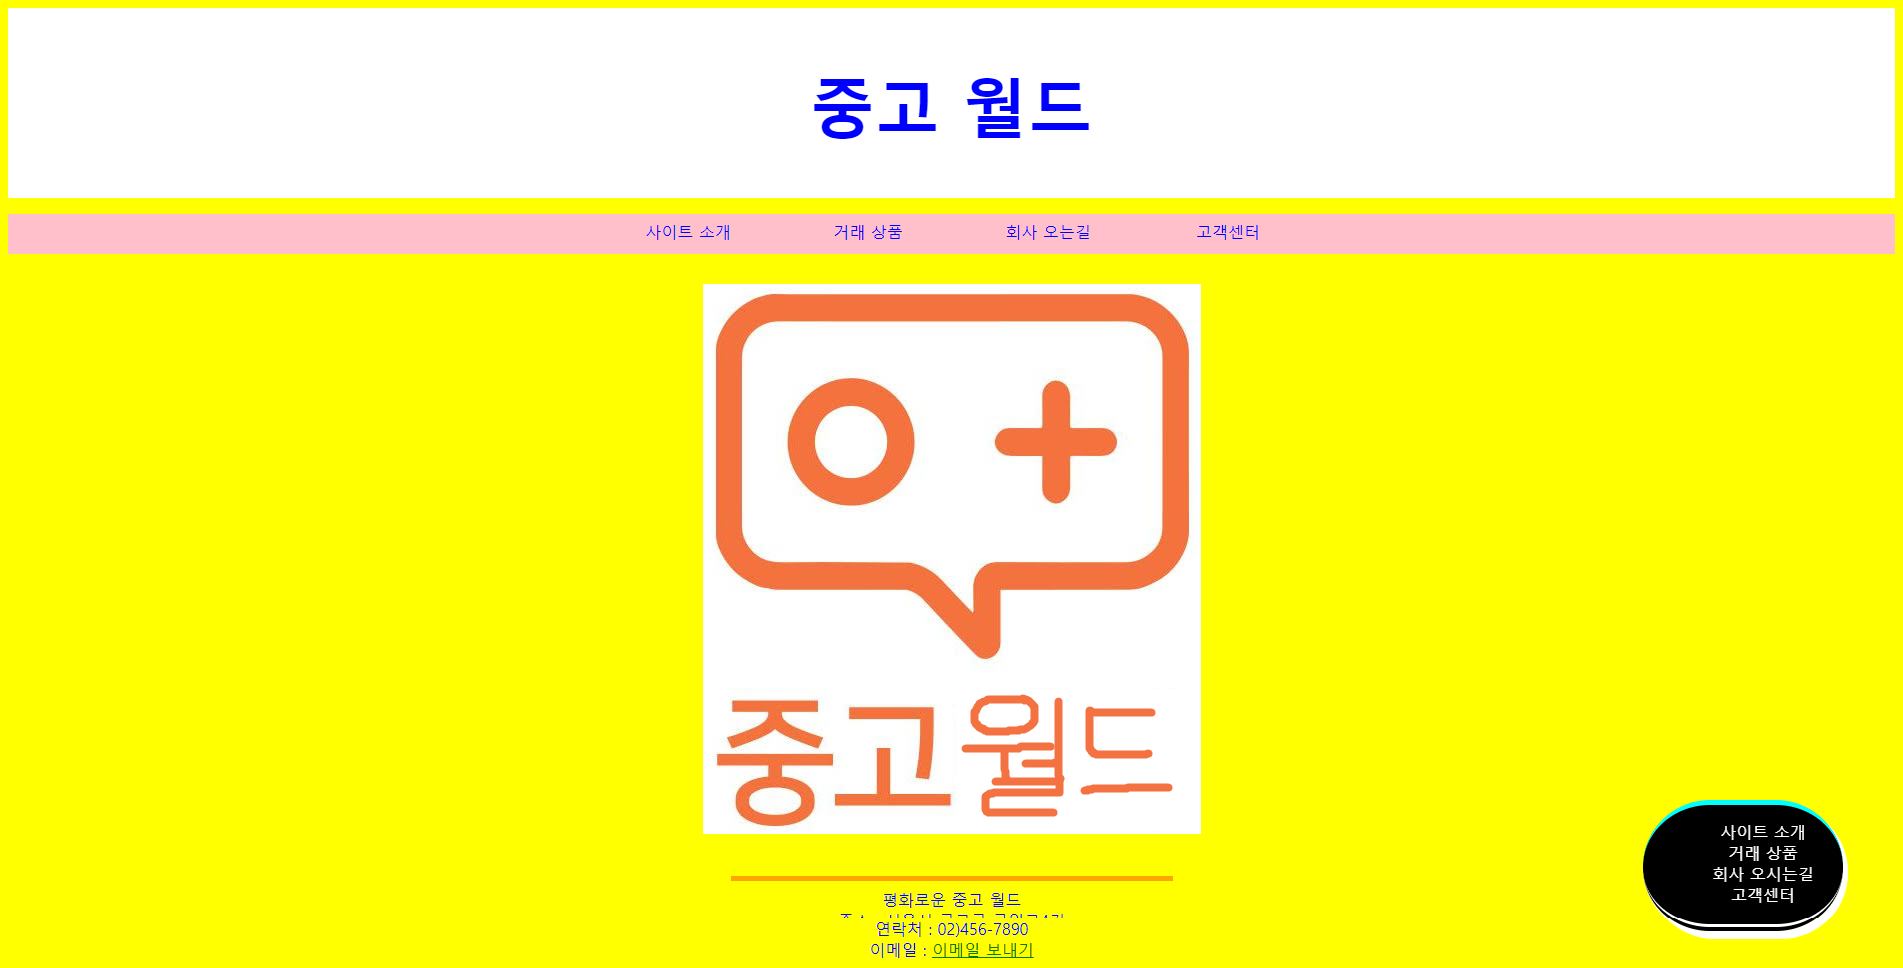 중고 월드
사이트 소개 거래 상품 회사 오는길 고객센터
중고월드
사이트 소개
거래 상품
회사 오시는길
고객센터
평화로운 중고 월드
연락처 : 02)456-7890
이메일 : 이메일 보내기